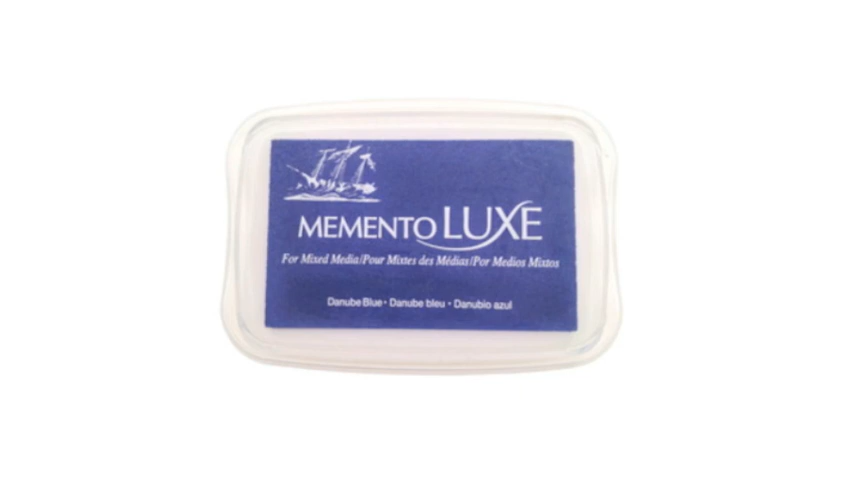 MEMENTO LUXE
For Mixed Media/Pour Mixtes des Médias/Por Medios Mixtos
Danube Blue • Danube bleu • Danubio azul